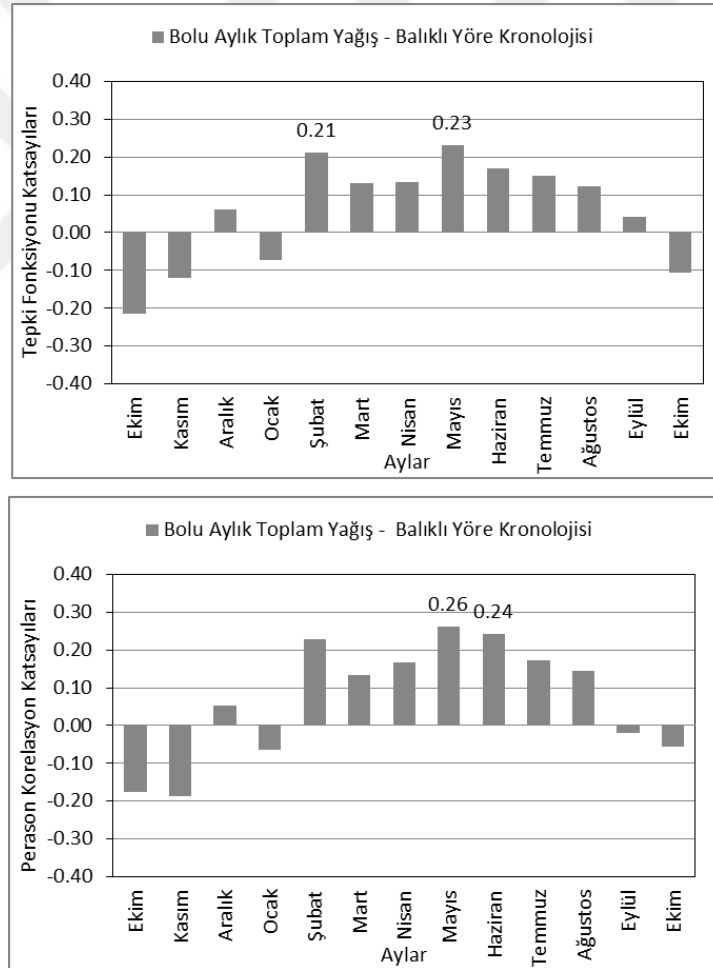 Bolu Aylık Toplam Yağış - Balıklı Yöre Kronolojisi
Tepki Fonksiyonu Katsayıları
0.40
0.30
0.20
0.10
0.00
-0.10
-0.20
-0.30
-0.40
0.21
0.23
Ekim
Kasım
Aralık
Ocak
Şubat
Mart
Nisan
Mayıs
Haziran
Temmuz
Ağustos
Eylül
Ekim
Aylar
Bolu Aylık Toplam Yağış - Balıklı Yöre Kronolojisi
Perason Korelasyon Katsayıları
0.40
0.30
0.20
0.10
0.00
-0.10
-0.20
-0.30
-0.40
0.26
0.24
Ekim
Kasım
Aralık
Ocak
Şubat
Mart
Nisan
Mayıs
Haziran
Temmuz
Ağustos
Eylül
Ekim
Aylar